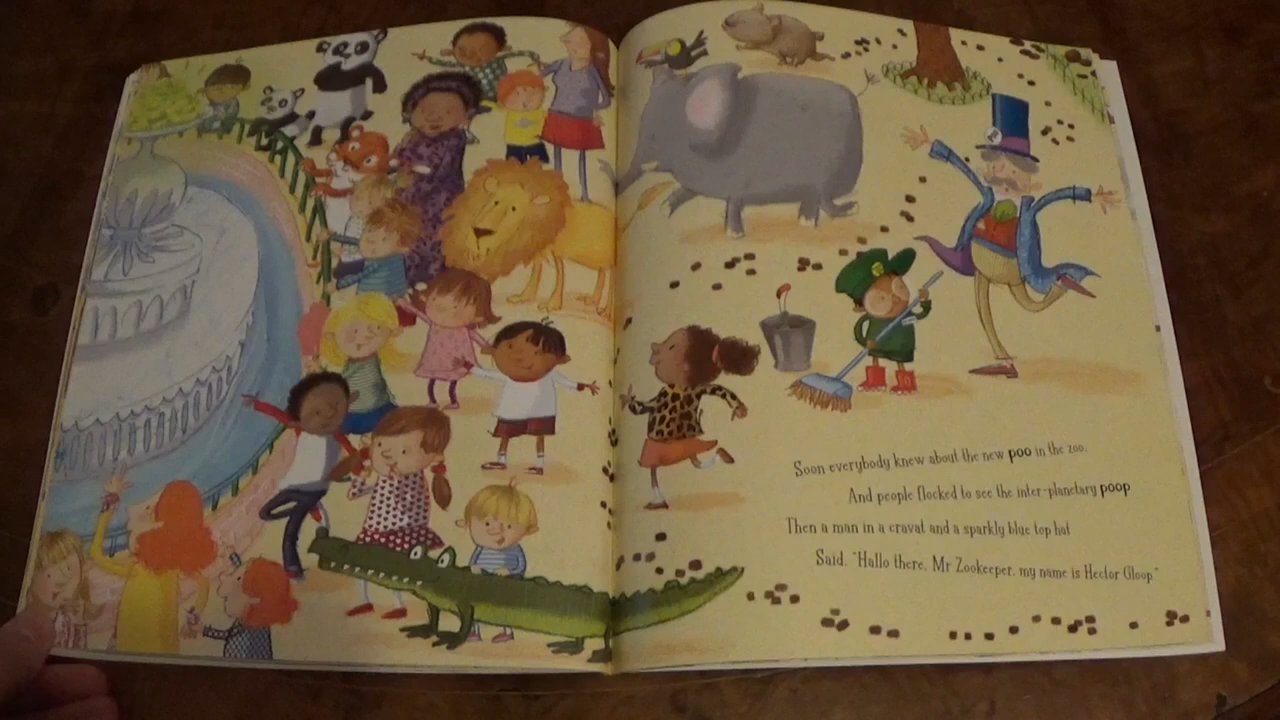 Soon everybody knew about the new poo in the zoo.
And people flocked to see the inter-planetary poop
Then a man in a cravat and a sparkly blue top hat
Said, "Hallo there, Mr Zookeeper, my name is Hector Gloop."